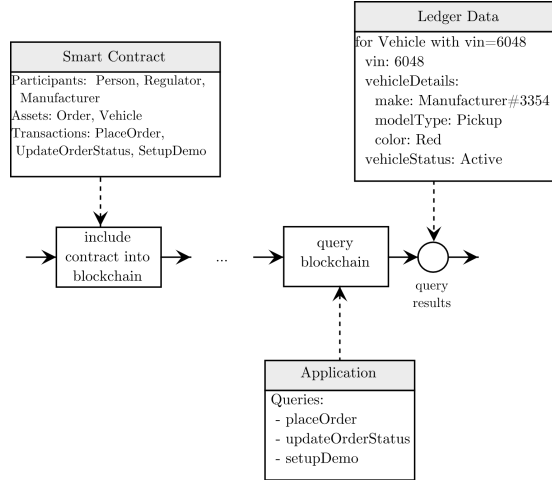 Smart Contract
Participants: Person, Regulator,
Manufacturer
Assets: Order, Vehicle
Transactions: PlaceOrder,
UpdateOrderStatus, SetupDemo
Ledger Data
for Vehicle with vin=6048
vin: 6048
vehicleDetails:
make: Manufacturer#3354
modelType: Pickup
color: Red
vehicleStatus: Active
include
contract into
blockchain
...
query
blockchain
query
results
Application
Queries:
- placeOrder
- updateOrderStatus
- setupDemo